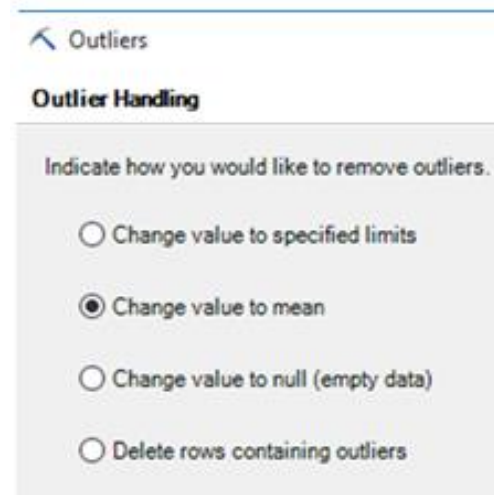 Outliers
Outlier Handling
Indicate how you would like to remove outliers.
Change value to specified limits
Change value to mean
Change value to null (empty data)
Delete rows containing outliers